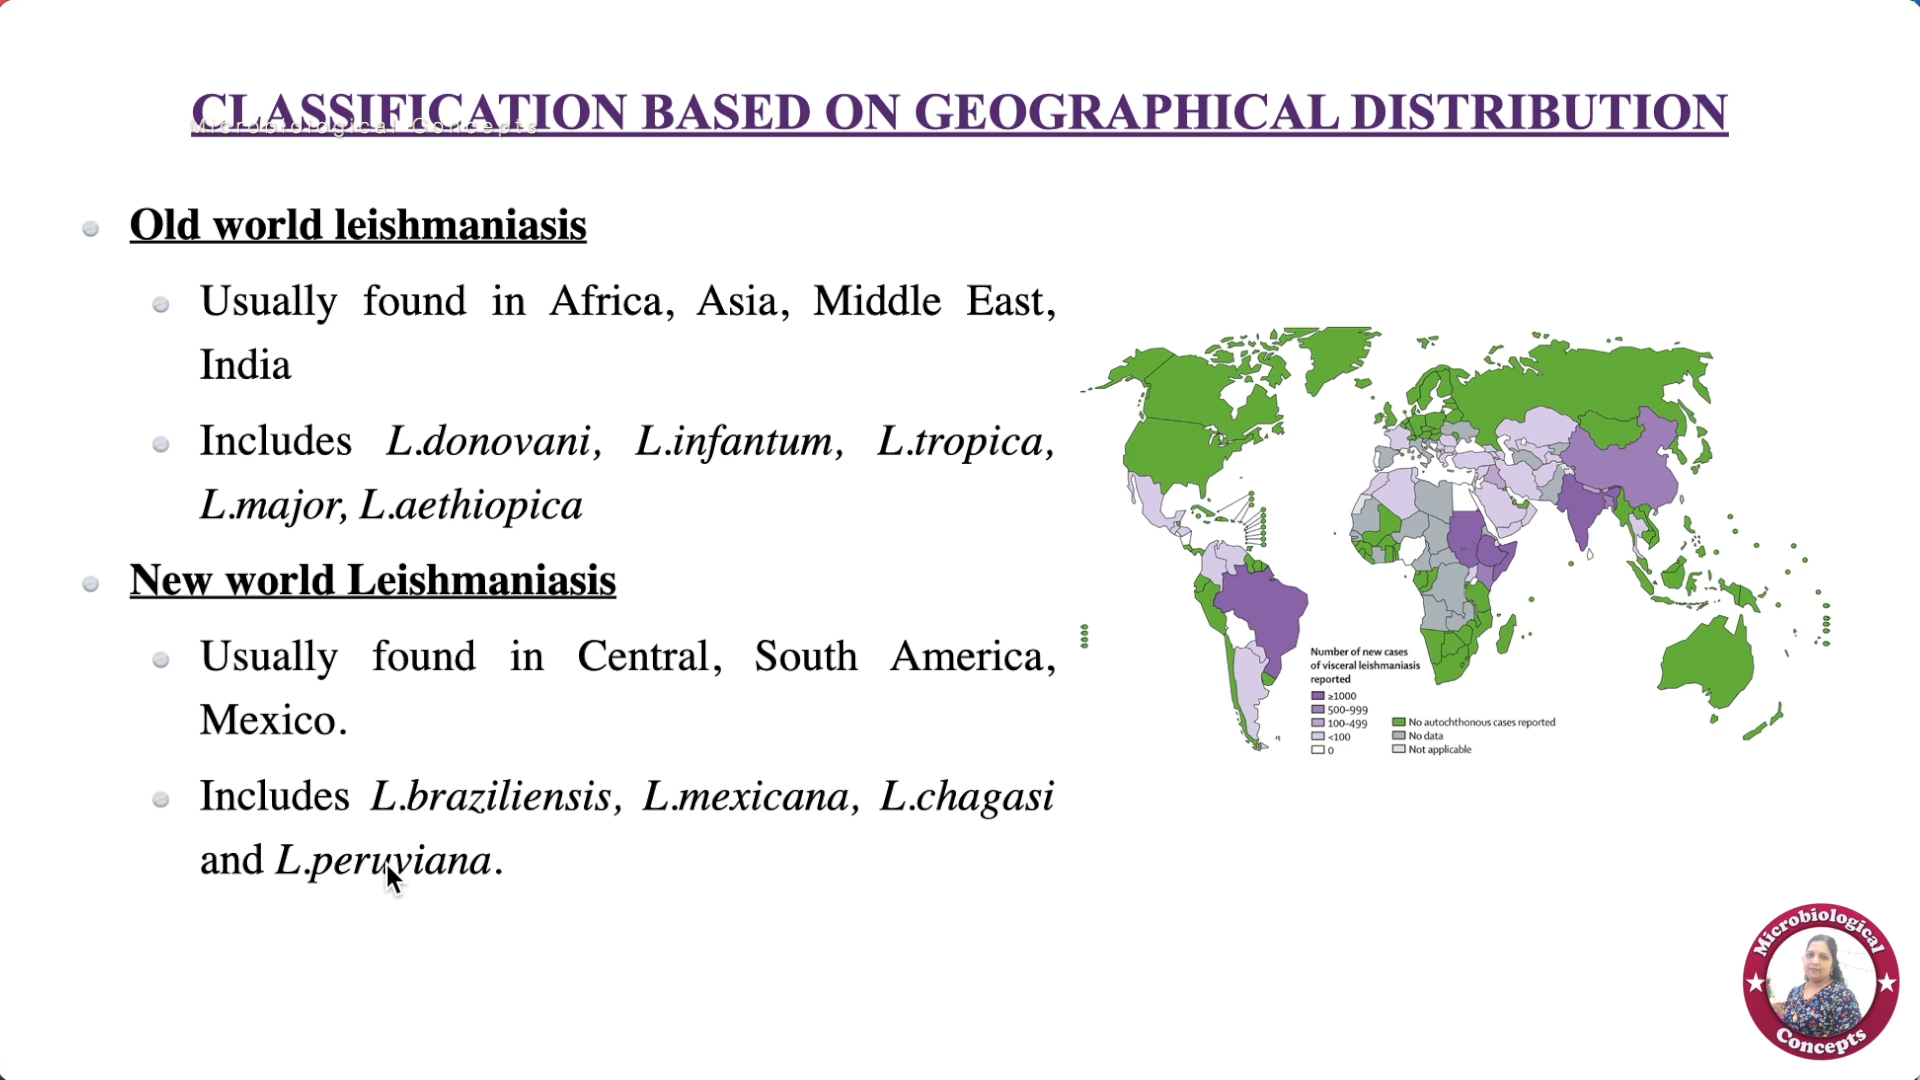 CLASSIFICATION BASED ON GEOGRAPHICAL DISTRIBUTION
Microbiological Concepts
Old world leishmaniasis
Usually found in Africa, Asia, Middle East,
India
Includes L.donovani, L.infantum, L.tropica,
L.major, L.aethiopica
New world Leishmaniasis
Usually found in Central, South America,
Mexico.
Includes L.braziliensis, L.mexicana, L.chagasi
and L.peruviana.
Number of new cases
of visceral leishmaniasis
reported
≥1000
500–999
100–499
<100
0
No autochthonous cases reported
No data
Not applicable
Microbiological
Concepts